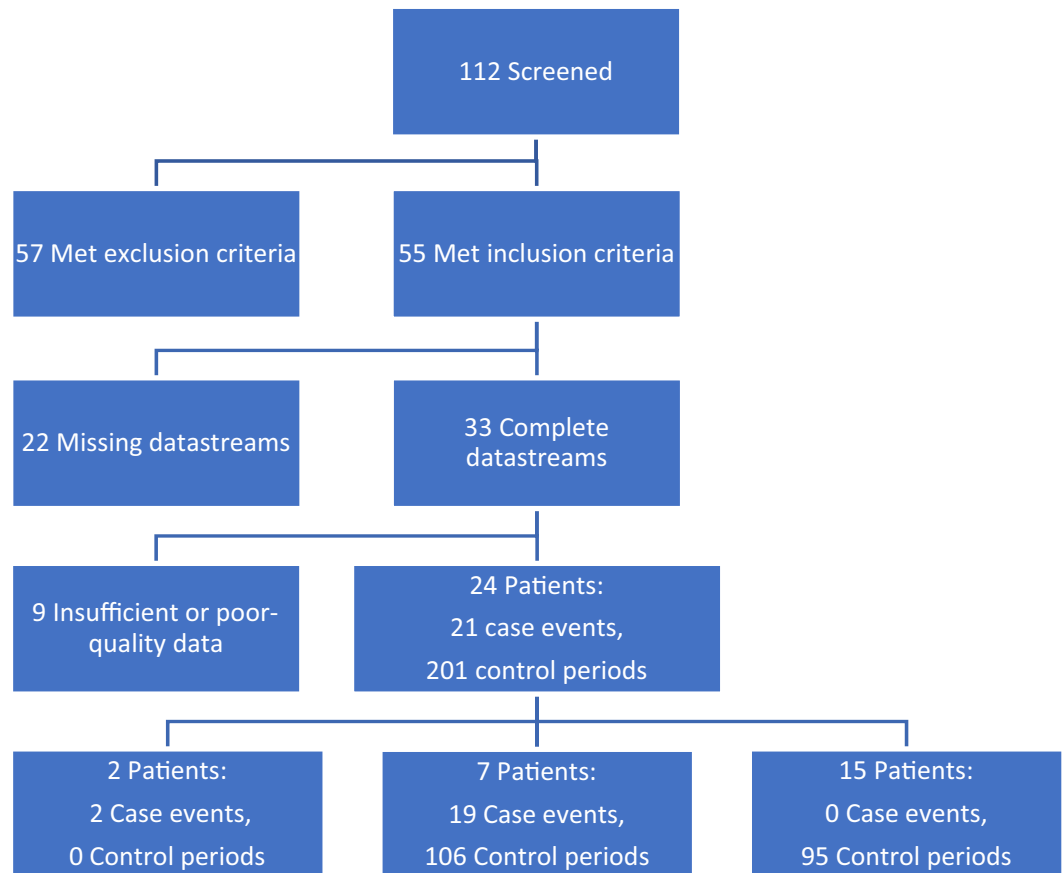 112 Screened
57 Met exclusion criteria
55 Met inclusion criteria
22 Missing datastreams
33 Complete
datastreams
9 Insufficient or poor-
quality data
24 Patients:
21 case events,
201 control periods
2 Patients:
2 Case events,
0 Control periods
7 Patients:
19 Case events,
106 Control periods
15 Patients:
0 Case events,
95 Control periods